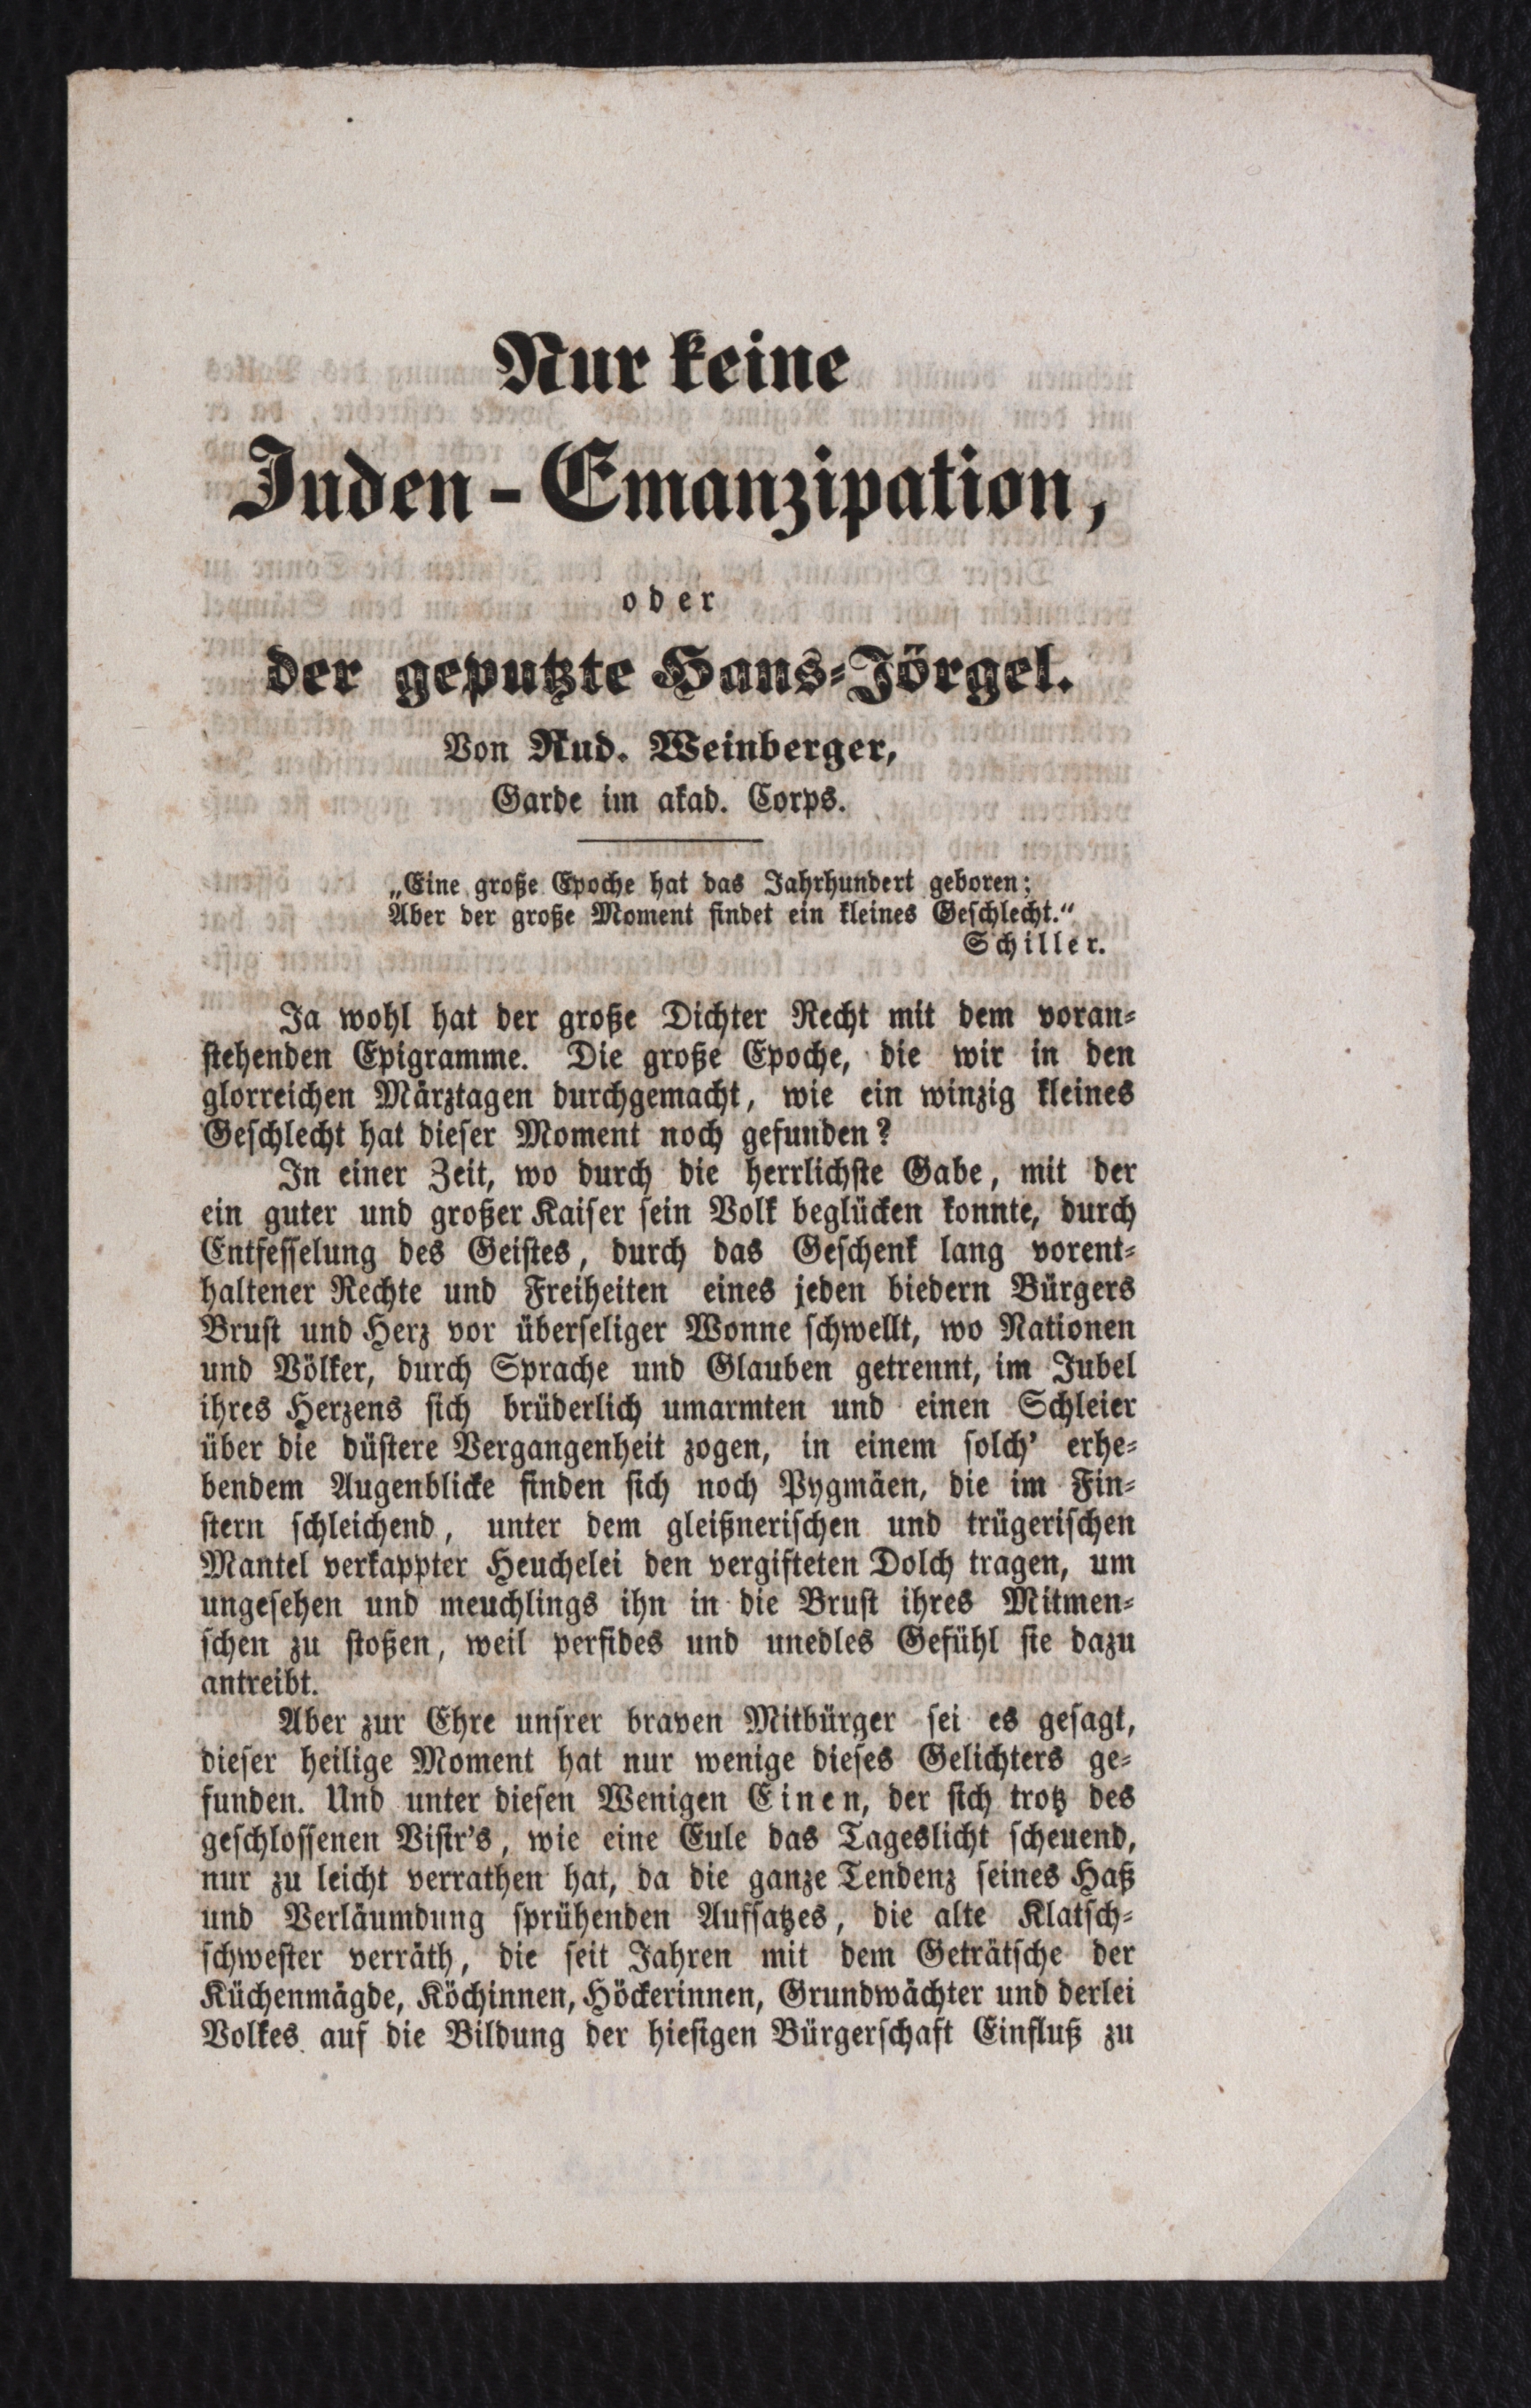 Nur keine
Juden-Emanzipation,
oder
der geputzte Hans-Jörgel.
Von Rud. Weinberger,
Garde im akad. Corps.
„Eine große Epoche hat das Jahrhundert geboren;
Aber der große Moment findet ein kleines Geschlecht.“
Schiller.
Ja wohl hat der große Dichter Recht mit dem voran-
stehenden Epigramme. Die große Epoche, die wir in den
glorreichen Märztagen durchgemacht, wie ein winzig kleines
Geschlecht hat dieser Moment noch gefunden?
In einer Zeit, wo durch die herrlichste Gabe, mit der
ein guter und großer Kaiser sein Volk beglücken konnte, durch
Entfesselung des Geistes, durch das Geschenk lang vorent-
haltener Rechte und Freiheiten eines jeden biedern Bürgers
Brust und Herz vor überseliger Wonne schwellt, wo Nationen
und Völker, durch Sprache und Glauben getrennt, im Jubel
ihres Herzens sich brüderlich umarmten und einen Schleier
über die düstere Vergangenheit zogen, in einem solch' erhe-
bendem Augenblicke finden sich noch Pygmäen, die im Fin-
stern schleichend, unter dem gleißnerischen und trügerischen
Mantel verkappter Heuchelei den vergifteten Dolch tragen, um
ungesehen und meuchlings ihn in die Brust ihres Mitmen-
schen zu stoßen, weil perfides und unedles Gefühl sie dazu
antreibt.
Aber zur Ehre unsrer braven Mitbürger sei es gesagt,
dieser heilige Moment hat nur wenige dieses Gelichters ge-
funden. Und unter diesen Wenigen Einen, der sich trotz des
geschlossenen Visir's, wie eine Eule das Tageslicht scheuend,
nur zu leicht verrathen hat, da die ganze Tendenz seines Haß
und Verläumdung sprühenden Aufsatzes, die alte Klatsch-
schwester verräth, die seit Jahren mit dem Geträtsche der
Küchenmägde, Köchinnen, Höckerinnen, Grundwächter und derlei
Volkes auf die Bildung der hiesigen Bürgerschaft Einfluß zu